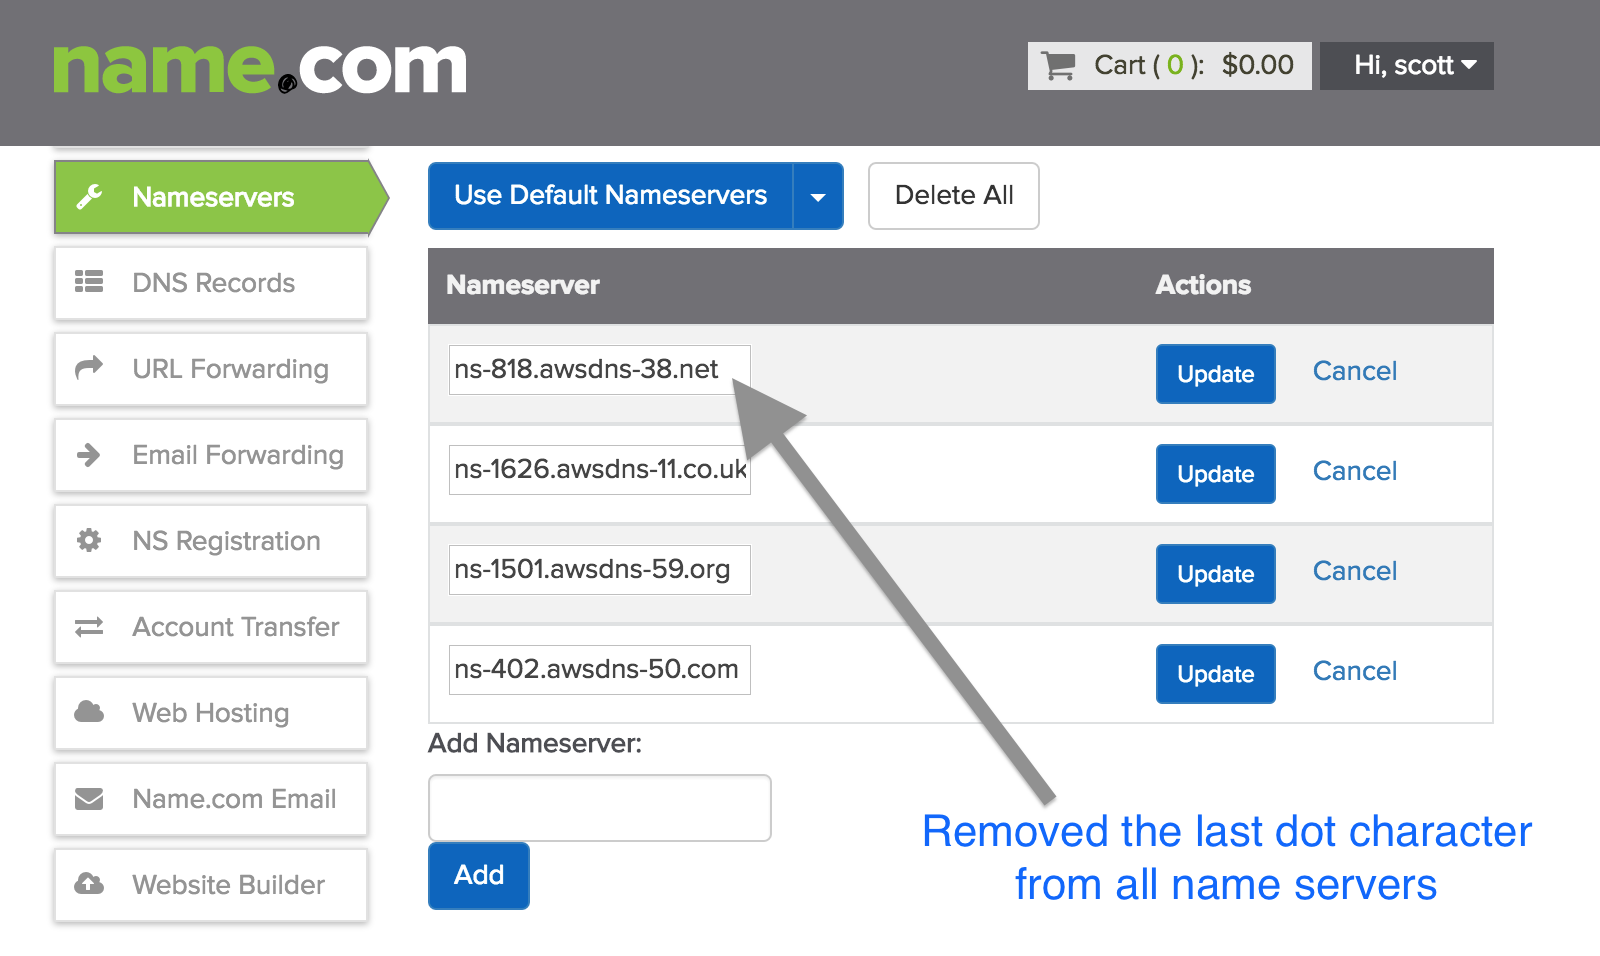 name.com
Cart ( 0 ): $0.00
Hi, scott
Nameservers
DNS Records
URL Forwarding
Email Forwarding
NS Registration
Account Transfer
Web Hosting
Name.com Email
Website Builder
Use Default Nameservers
Delete All
Nameserver Actions
ns-818.awsdns-38.net Update Cancel
ns-1626.awsdns-11.co.uk Update Cancel
ns-1501.awsdns-59.org Update Cancel
ns-402.awsdns-50.com Update Cancel
Add Nameserver:
Add
Removed the last dot character
from all name servers